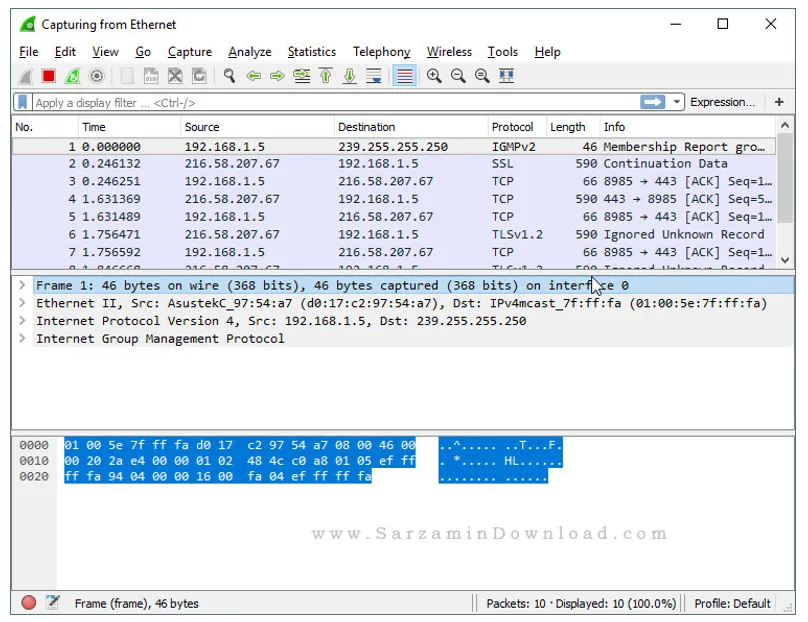 Capturing from Ethernet
File Edit View Go Capture Analyze Statistics Telephony Wireless Tools Help
Apply a display filter ... <Ctrl-/> Expression... +
No. Time Source Destination Protocol Length Info
1 0.000000 192.168.1.5 239.255.255.250 IGMPv2 46 Membership Report gro…
2 0.246132 216.58.207.67 192.168.1.5 SSL 590 Continuation Data
3 0.246251 192.168.1.5 216.58.207.67 TCP 66 8985 → 443 [ACK] Seq=1…
4 1.631369 216.58.207.67 192.168.1.5 TCP 590 443 → 8985 [ACK] Seq=5…
5 1.631489 192.168.1.5 216.58.207.67 TCP 66 8985 → 443 [ACK] Seq=1…
6 1.756471 216.58.207.67 192.168.1.5 TLSv1.2 590 Ignored Unknown Record
7 1.756592 192.168.1.5 216.58.207.67 TCP 66 8985 → 443 [ACK] Seq=1…
216.58.207.67 192.168.1.5 TLSv1.2 590 Ignored Unknown Record
Frame 1: 46 bytes on wire (368 bits), 46 bytes captured (368 bits) on interface 0
Ethernet II, Src: AsustekC_97:54:a7 (d0:17:c2:97:54:a7), Dst: IPv4mcast_7f:ff:fa (01:00:5e:7f:ff:fa)
Internet Protocol Version 4, Src: 192.168.1.5, Dst: 239.255.255.250
Internet Group Management Protocol
0000 01 00 5e 7f ff fa d0 17 c2 97 54 a7 08 00 46 00 ..^..... ..T...F.
0010 00 20 2a e4 00 00 01 02 48 4c c0 a8 01 05 ef ff . *..... HL......
0020 ff fa 94 04 00 00 16 00 fa 04 ef ff ff fa ........ ......
www.SarzaminDownload.com
Frame (frame), 46 bytes Packets: 10 · Displayed: 10 (100.0%) Profile: Default